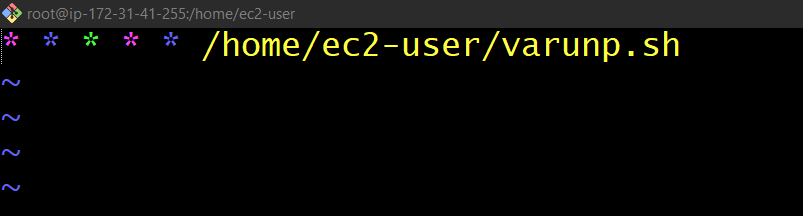 root@ip-172-31-41-255:/home/ec2-user
* * * * * /home/ec2-user/varunp.sh
~
~
~
~